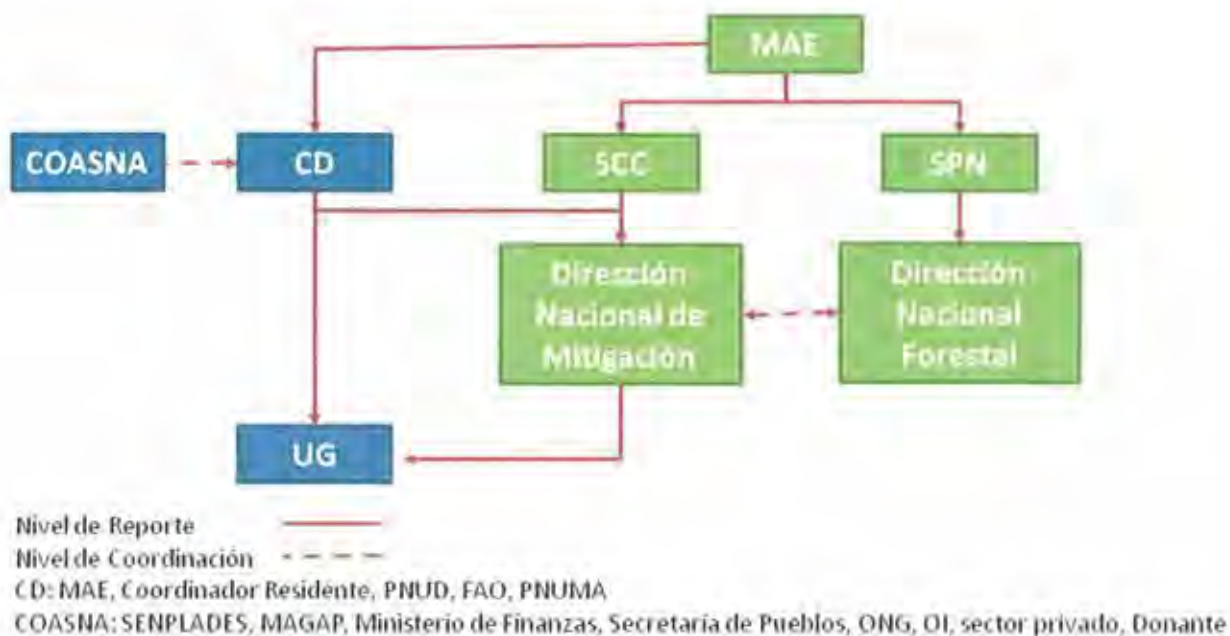 MAE
COASNA
CD
SCC
SPN
Dirección
Nacional de
Mitigación
Dirección
Nacional
Forestal
UG
Nivel de Reporte
Nivel de Coordinación
CD: MAE, Coordinador Residente, PNUD, FAO, PNUMA
COASNA: SENPLADES, MAGAP, Ministerio de Finanzas, Secretaría de Pueblos, ONG, OI, sector privado, Donante